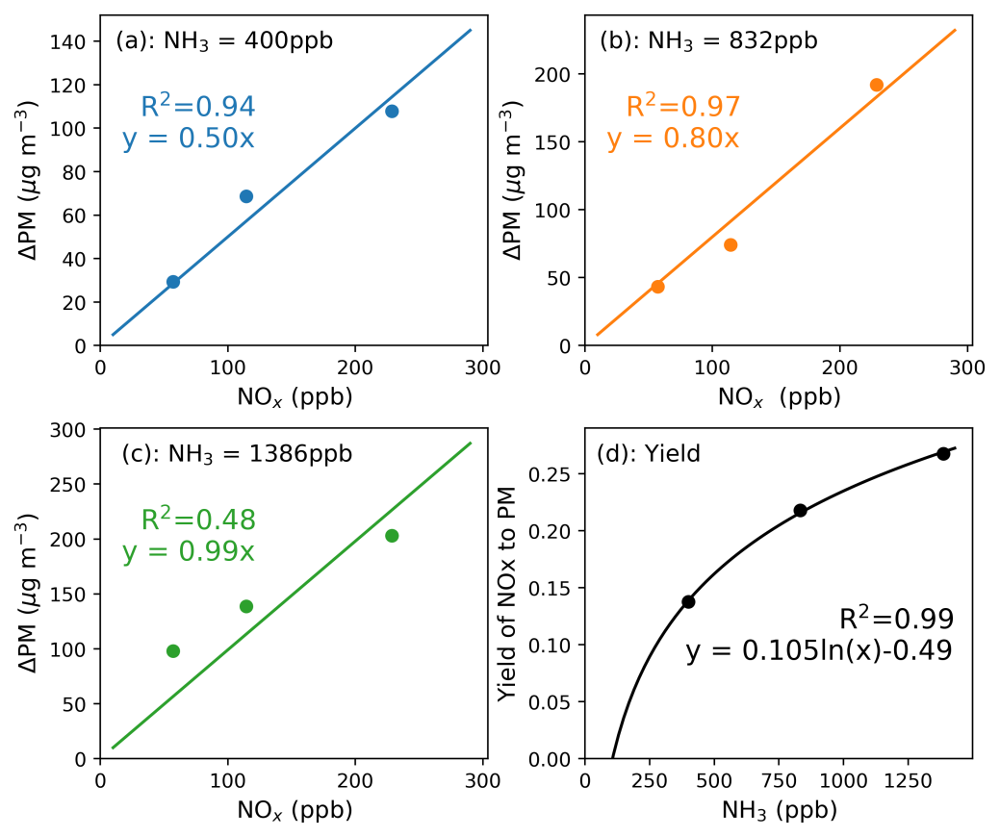 (a): NH₃ = 400ppb
R²=0.94
y = 0.50x
ΔPM (μg m⁻³)
140
120
100
80
60
40
20
0
0 100 200 300
NOₓ (ppb)
(b): NH₃ = 832ppb
R²=0.97
y = 0.80x
ΔPM (μg m⁻³)
200
150
100
50
0
0 100 200 300
NOₓ (ppb)
(c): NH₃ = 1386ppb
R²=0.48
y = 0.99x
ΔPM (μg m⁻³)
300
250
200
150
100
50
0
0 100 200 300
NOₓ (ppb)
(d): Yield
Yield of NOx to PM
0.25
0.20
0.15
0.10
0.05
0.00
R²=0.99
y = 0.105ln(x)-0.49
0 250 500 750 1000 1250
NH₃ (ppb)